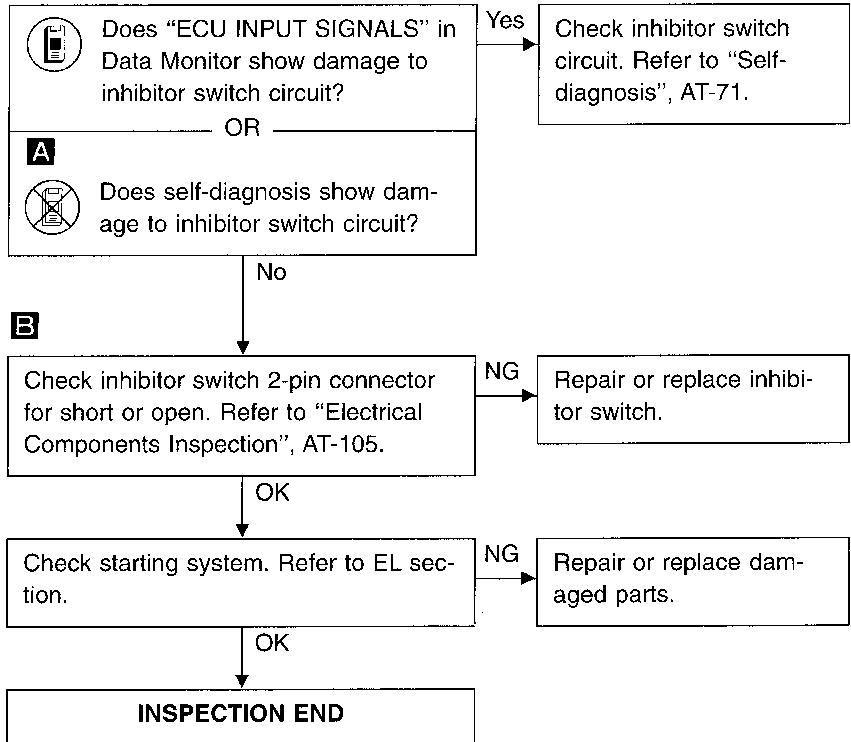 Does “ECU INPUT SIGNALS” in
Data Monitor show damage to
inhibitor switch circuit?
Yes
Check inhibitor switch
circuit. Refer to “Self-
diagnosis”, AT-71.
OR
A
Does self-diagnosis show dam-
age to inhibitor switch circuit?
No
B
Check inhibitor switch 2-pin connector
for short or open. Refer to “Electrical
Components Inspection”, AT-105.
NG
Repair or replace inhibi-
tor switch.
OK
Check starting system. Refer to EL sec-
tion.
NG
Repair or replace dam-
aged parts.
OK
INSPECTION END